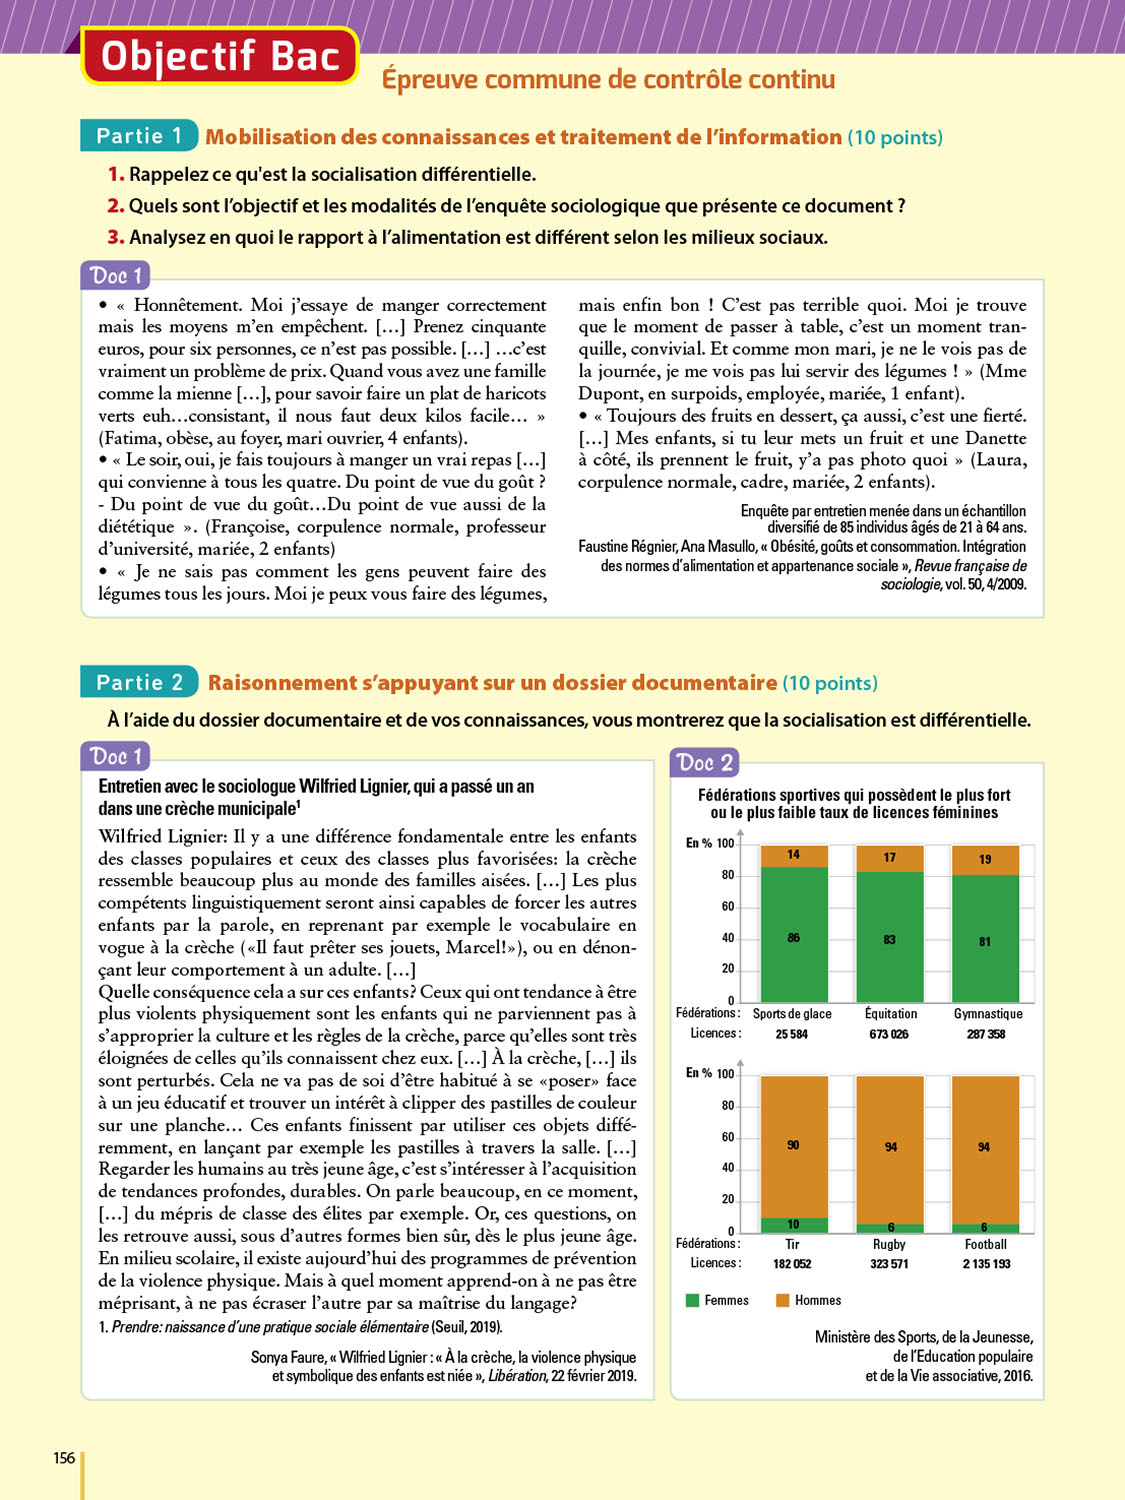 Objectif Bac
Épreuve commune de contrôle continu
Partie 1 Mobilisation des connaissances et traitement de l'information (10 points)
1. Rappelez ce qu'est la socialisation différentielle.
2. Quels sont l'objectif et les modalités de l'enquête sociologique que présente ce document ?
3. Analysez en quoi le rapport à l'alimentation est différent selon les milieux sociaux.
Doc 1
• « Honnêtement. Moi j'essaye de manger correctement
mais les moyens m'en empêchent. […] Prenez cinquante
euros, pour six personnes, ce n'est pas possible. […] …c'est
vraiment un problème de prix. Quand vous avez une famille
comme la mienne […], pour savoir faire un plat de haricots
verts euh…consistant, il nous faut deux kilos facile… »
(Fatima, obèse, au foyer, mari ouvrier, 4 enfants).
• « Le soir, oui, je fais toujours à manger un vrai repas […]
qui convienne à tous les quatre. Du point de vue du goût ?
- Du point de vue du goût…Du point de vue aussi de la
diététique ». (Françoise, corpulence normale, professeur
d'université, mariée, 2 enfants)
• « Je ne sais pas comment les gens peuvent faire des
légumes tous les jours. Moi je peux vous faire des légumes,
mais enfin bon ! C'est pas terrible quoi. Moi je trouve
que le moment de passer à table, c'est un moment tran-
quille, convivial. Et comme mon mari, je ne le vois pas de
la journée, je me vois pas lui servir des légumes ! » (Mme
Dupont, en surpoids, employée, mariée, 1 enfant).
• « Toujours des fruits en dessert, ça aussi, c'est une fierté.
[…] Mes enfants, si tu leur mets un fruit et une Danette
à côté, ils prennent le fruit, y'a pas photo quoi » (Laura,
corpulence normale, cadre, mariée, 2 enfants).
Enquête par entretien menée dans un échantillon
diversifié de 85 individus âgés de 21 à 64 ans.
Faustine Régnier, Ana Masullo, « Obésité, goûts et consommation. Intégration
des normes d'alimentation et appartenance sociale », Revue française de
sociologie, vol. 50, 4/2009.
Partie 2 Raisonnement s'appuyant sur un dossier documentaire (10 points)
À l'aide du dossier documentaire et de vos connaissances, vous montrerez que la socialisation est différentielle.
Doc 1
Entretien avec le sociologue Wilfried Lignier, qui a passé un an
dans une crèche municipale1
Wilfried Lignier: Il y a une différence fondamentale entre les enfants
des classes populaires et ceux des classes plus favorisées: la crèche
ressemble beaucoup plus au monde des familles aisées. […] Les plus
compétents linguistiquement seront ainsi capables de forcer les autres
enfants par la parole, en reprenant par exemple le vocabulaire en
vogue à la crèche («Il faut prêter ses jouets, Marcel!»), ou en dénon-
çant leur comportement à un adulte. […]
Quelle conséquence cela a sur ces enfants? Ceux qui ont tendance à être
plus violents physiquement sont les enfants qui ne parviennent pas à
s'approprier la culture et les règles de la crèche, parce qu'elles sont très
éloignées de celles qu'ils connaissent chez eux. […] À la crèche, […] ils
sont perturbés. Cela ne va pas de soi d'être habitué à se «poser» face
à un jeu éducatif et trouver un intérêt à clipper des pastilles de couleur
sur une planche… Ces enfants finissent par utiliser ces objets diffé-
remment, en lançant par exemple les pastilles à travers la salle. […]
Regarder les humains au très jeune âge, c'est s'intéresser à l'acquisition
de tendances profondes, durables. On parle beaucoup, en ce moment,
[…] du mépris de classe des élites par exemple. Or, ces questions, on
les retrouve aussi, sous d'autres formes bien sûr, dès le plus jeune âge.
En milieu scolaire, il existe aujourd'hui des programmes de prévention
de la violence physique. Mais à quel moment apprend-on à ne pas être
méprisant, à ne pas écraser l'autre par sa maîtrise du langage?
1. Prendre: naissance d'une pratique sociale élémentaire (Seuil, 2019).
Sonya Faure, « Wilfried Lignier : « À la crèche, la violence physique
et symbolique des enfants est niée », Libération, 22 février 2019.
Doc 2
Fédérations sportives qui possèdent le plus fort
ou le plus faible taux de licences féminines
En % 100
80
60
40
20
0
14 17 19
86 83 81
Fédérations : Sports de glace Équitation Gymnastique
Licences : 25 584 673 026 287 358
En % 100
80
60
40
20
0
90 94 94
10 6 6
Fédérations : Tir Rugby Football
Licences : 182 052 323 571 2 135 193
Femmes Hommes
Ministère des Sports, de la Jeunesse,
de l'Education populaire
et de la Vie associative, 2016.
156